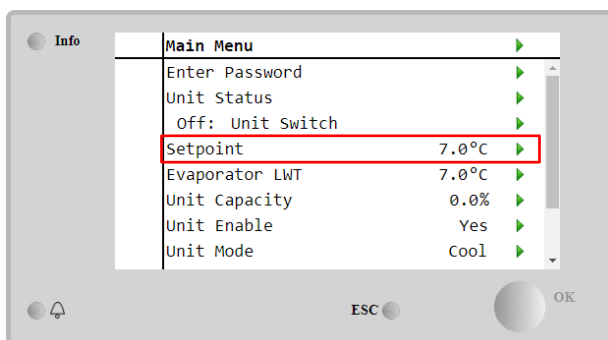 Info
Main Menu
Enter Password
Unit Status
Off: Unit Switch
Setpoint 7.0°C
Evaporator LWT 7.0°C
Unit Capacity 0.0%
Unit Enable Yes
Unit Mode Cool
ESC
OK